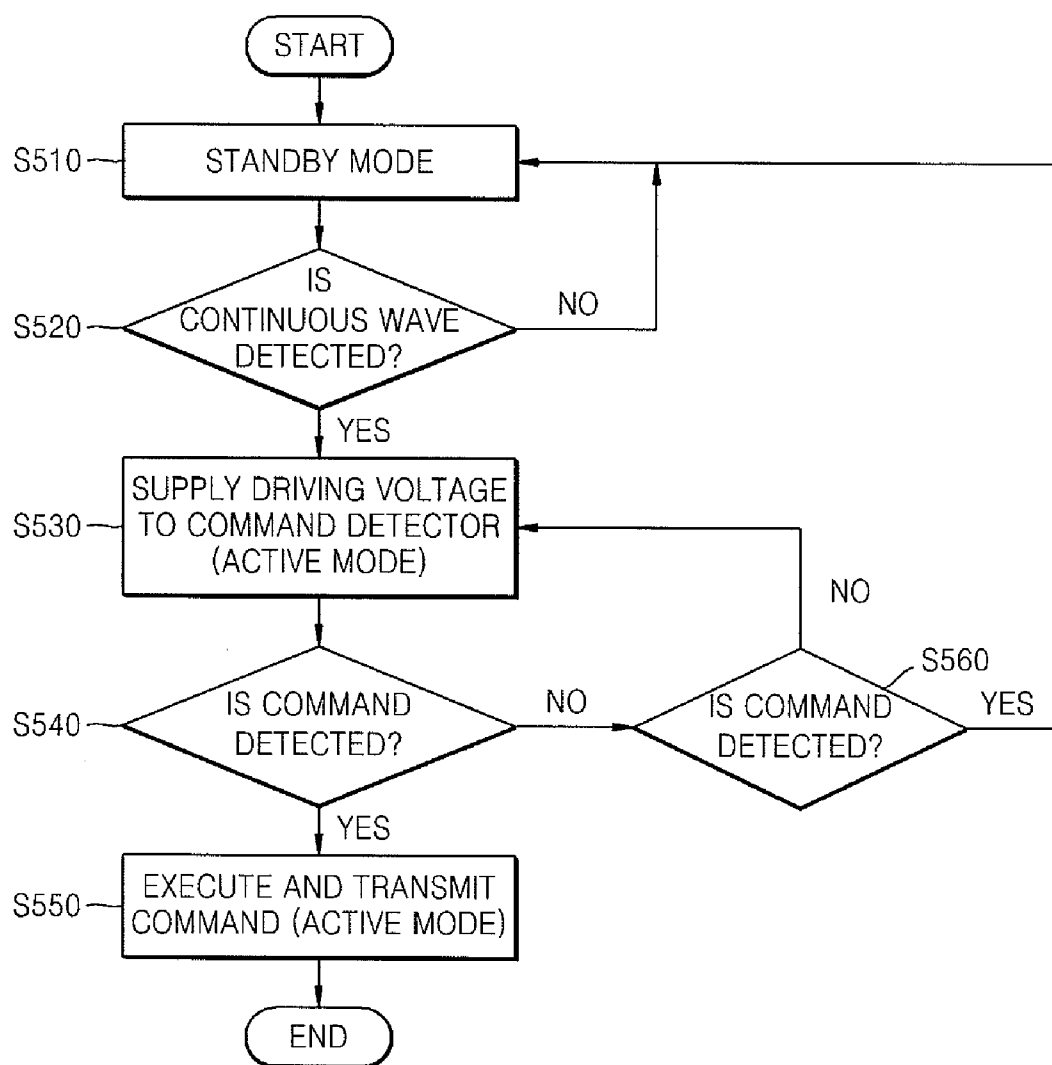 START
S510
STANDBY MODE
S520
IS
CONTINUOUS WAVE
DETECTED?
NO
YES
S530
SUPPLY DRIVING VOLTAGE
TO COMMAND DETECTOR
(ACTIVE MODE)
NO
S540
IS COMMAND
DETECTED?
NO
S560
IS COMMAND
DETECTED?
YES
YES
S550
EXECUTE AND TRANSMIT
COMMAND (ACTIVE MODE)
END